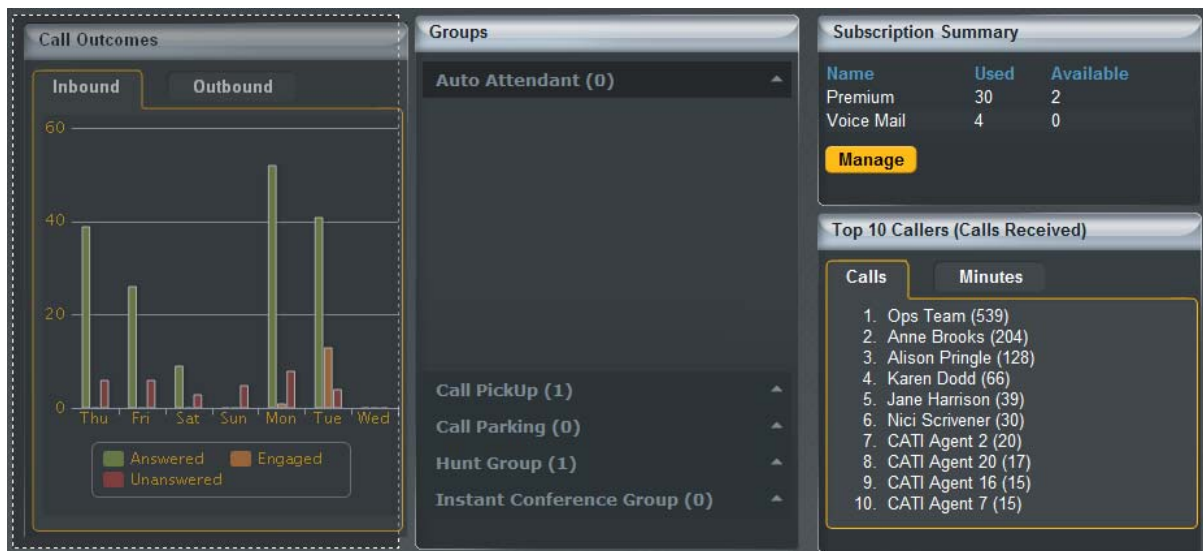 Call Outcomes
Inbound Outbound
60
40
20
0
Thu Fri Sat Sun Mon Tue Wed
Answered Engaged
Unanswered
Groups
Auto Attendant (0)
Call PickUp (1)
Call Parking (0)
Hunt Group (1)
Instant Conference Group (0)
Subscription Summary
Name Used Available
Premium 30 2
Voice Mail 4 0
Manage
Top 10 Callers (Calls Received)
Calls Minutes
1. Ops Team (539)
2. Anne Brooks (204)
3. Alison Pringle (128)
4. Karen Dodd (66)
5. Jane Harrison (39)
6. Nici Scrivener (30)
7. CATI Agent 2 (20)
8. CATI Agent 20 (17)
9. CATI Agent 16 (15)
10. CATI Agent 7 (15)